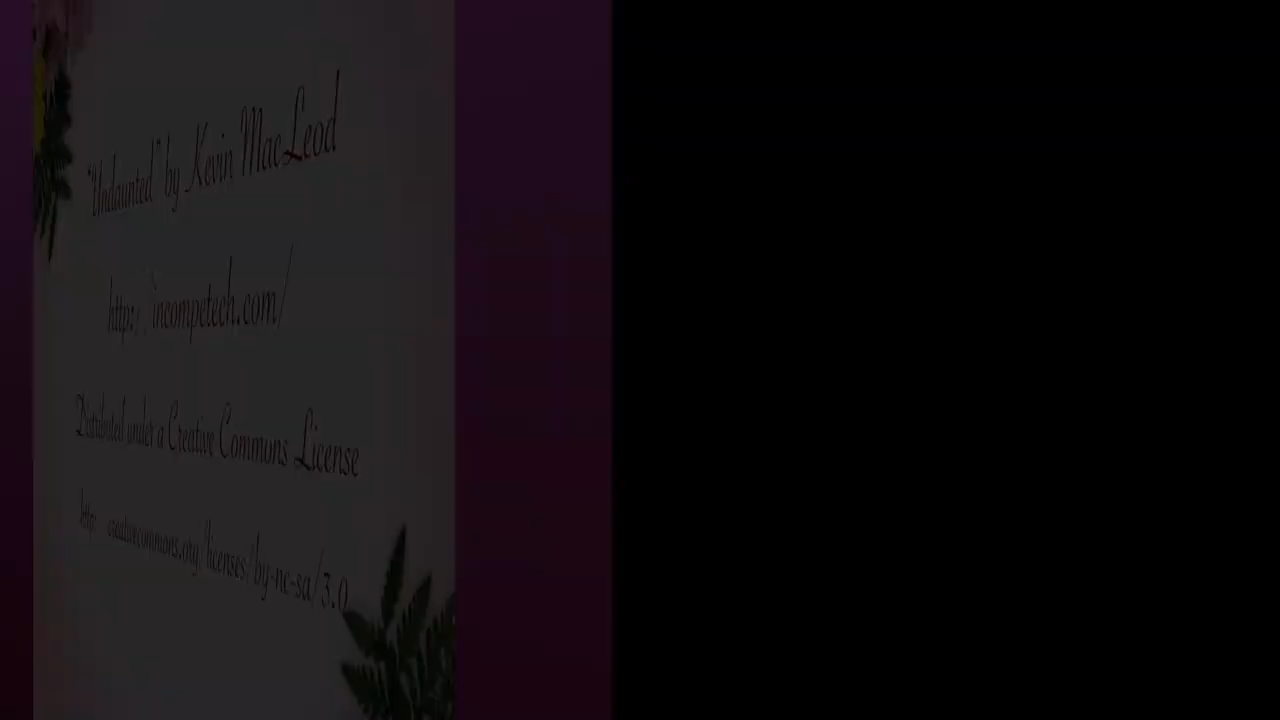 "Undaunted" by Kevin MacLeod
http://incompetech.com/
Distributed under a Creative Commons License
http://creativecommons.org/licenses/by-nc-sa/3.0